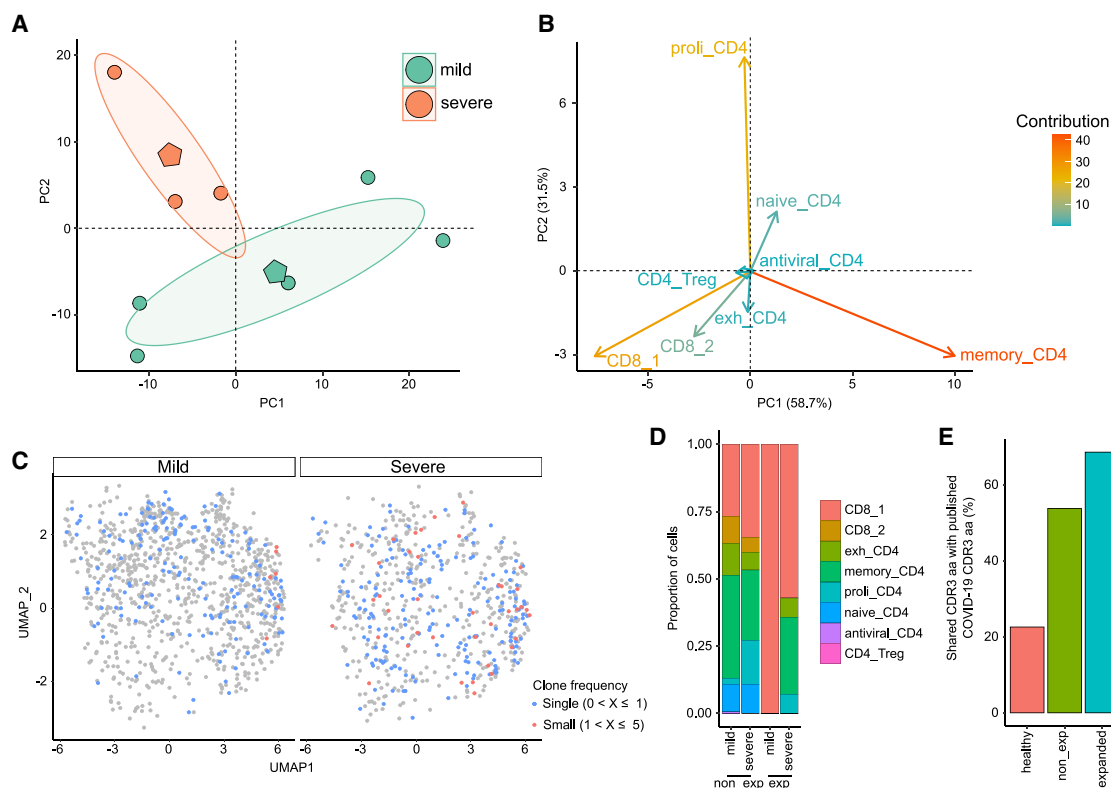 A
20
10
0
-10
PC2
-10
0
10
20
PC1
mild
severe
B
proli_CD4
naive_CD4
antiviral_CD4
CD4_Treg
exh_CD4
CD8_2
CD8_1
memory_CD4
6
3
0
-3
PC2 (31.5%)
-5
0
5
10
PC1 (58.7%)
Contribution
40
30
20
10
C
Mild
Severe
2
0
-2
UMAP_2
-6
-3
0
3
6
-6
-3
0
3
6
UMAP1
Clone frequency
Single (0 < X ≤ 1)
Small (1 < X ≤ 5)
D
1.00
0.75
0.50
0.25
0.00
Proportion of cells
mild
severe
mild
severe
non_exp
exp
CD8_1
CD8_2
exh_CD4
memory_CD4
proli_CD4
naive_CD4
antiviral_CD4
CD4_Treg
E
60
40
20
0
Shared CDR3 aa with published
COVID-19 CDR3 aa (%)
healthy
non_exp.
expanded